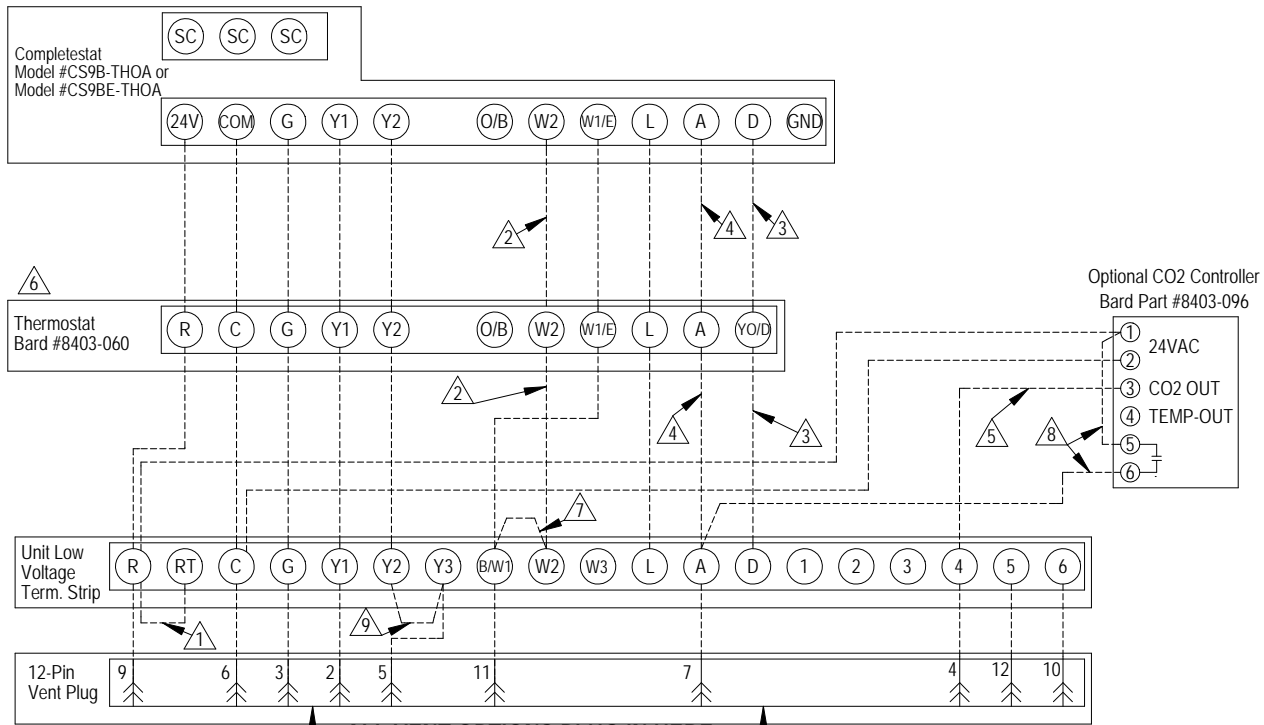 SC SC SC
Completestat
Model #CS9B-THOA or
Model #CS9BE-THOA
24V COM G Y1 Y2 O/B W2 W1/E L A D GND
2 4 3
6
Optional CO2 Controller
Bard Part #8403-096
Thermostat
Bard #8403-060
R C G Y1 Y2 O/B W2 W1/E L A YO/D
1
24VAC
2
3 CO2 OUT
4 TEMP-OUT
5
6
2 4 3 5 8
7
Unit Low
Voltage
Term. Strip
R RT C G Y1 Y2 Y3 B/W1 W2 W3 L A D 1 2 3 4 5 6
1 9
12-Pin
Vent Plug
9 6 3 2 5 11 7 4 12 10